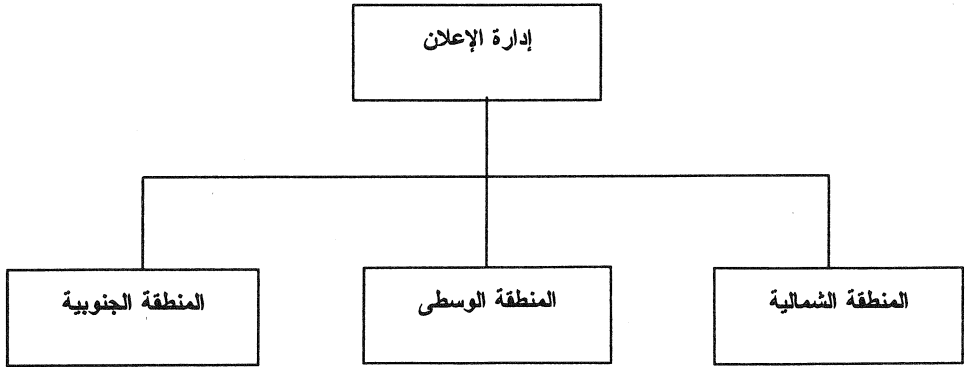 إدارة الإعلان
المنطقة الشمالية
المنطقة الوسطى
المنطقة الجنوبية